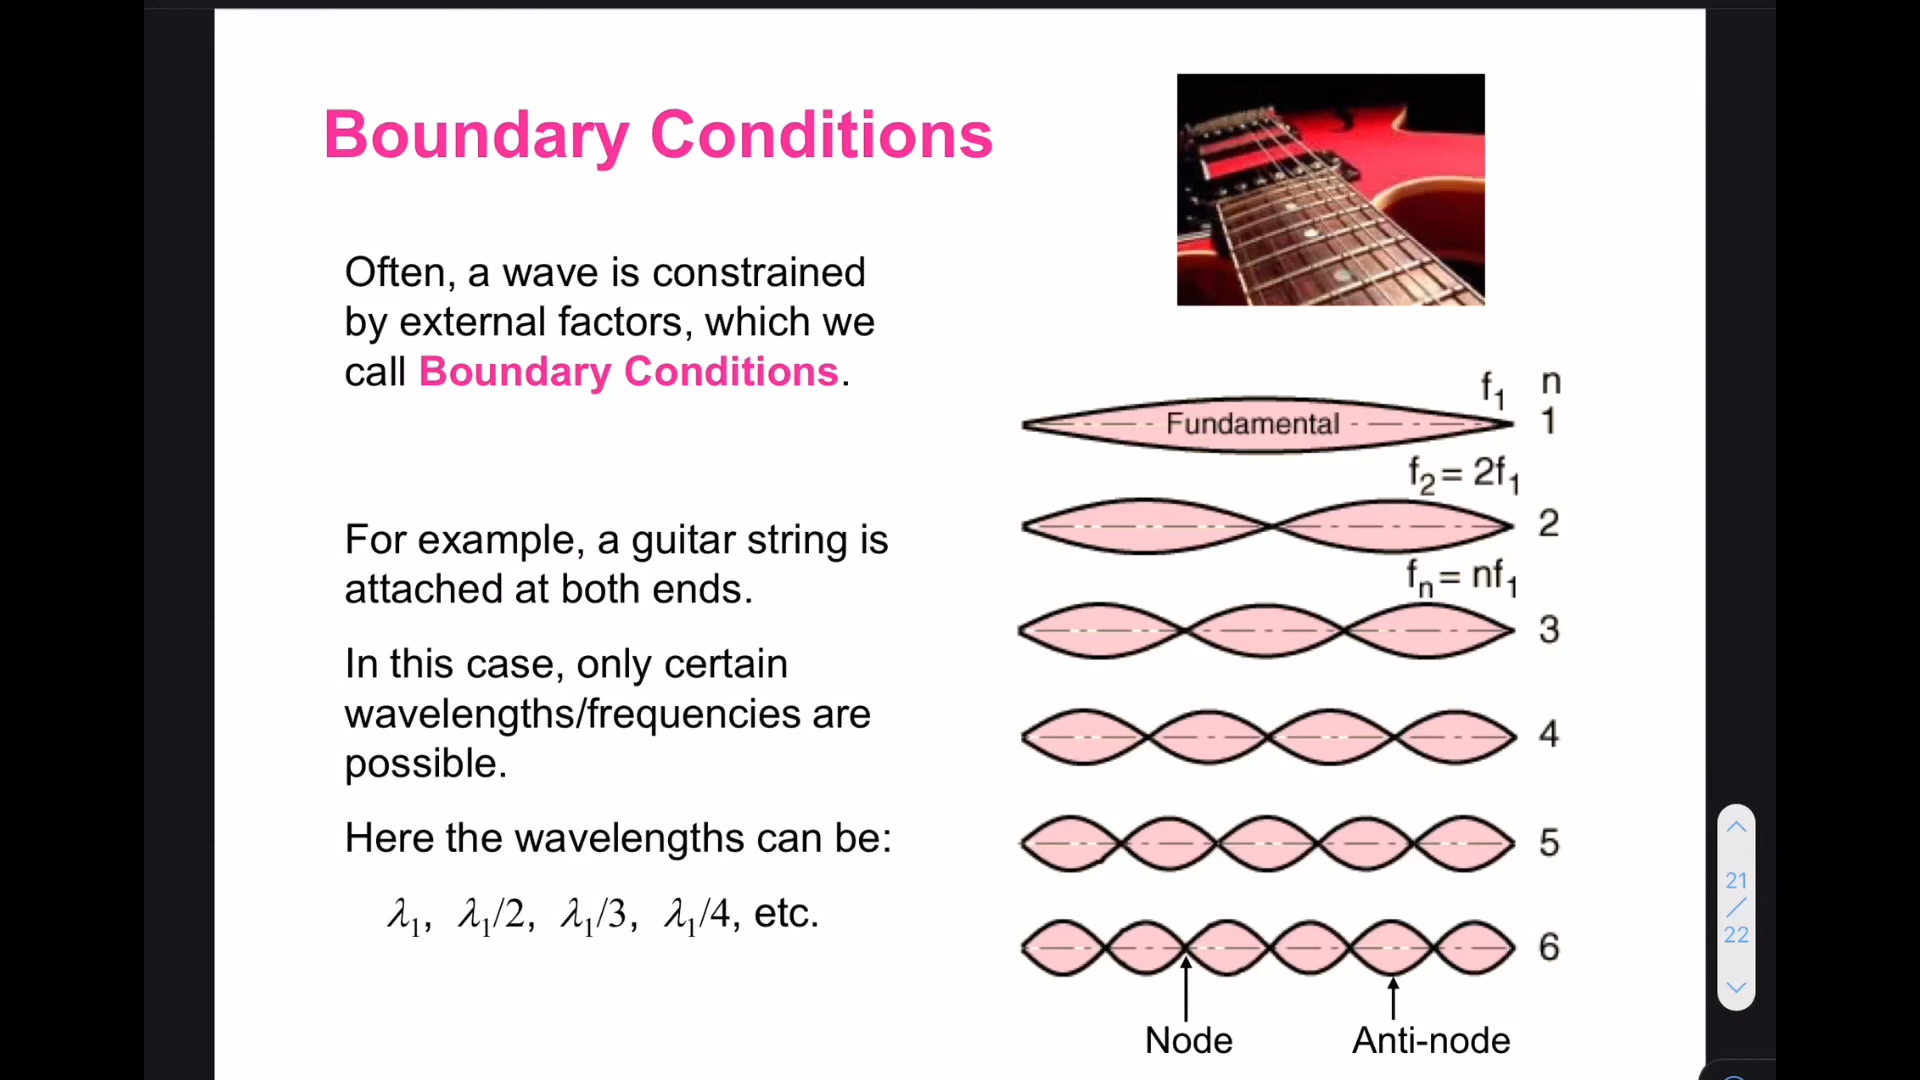 Boundary Conditions
Often, a wave is constrained
by external factors, which we
call Boundary Conditions.
For example, a guitar string is
attached at both ends.
In this case, only certain
wavelengths/frequencies are
possible.
Here the wavelengths can be:
λ₁, λ₁/2, λ₁/3, λ₁/4, etc.
f₁ n
Fundamental 1
f₂ = 2f₁
2
fₙ = nf₁
3
4
5
6
Node Anti-node
21
/
22